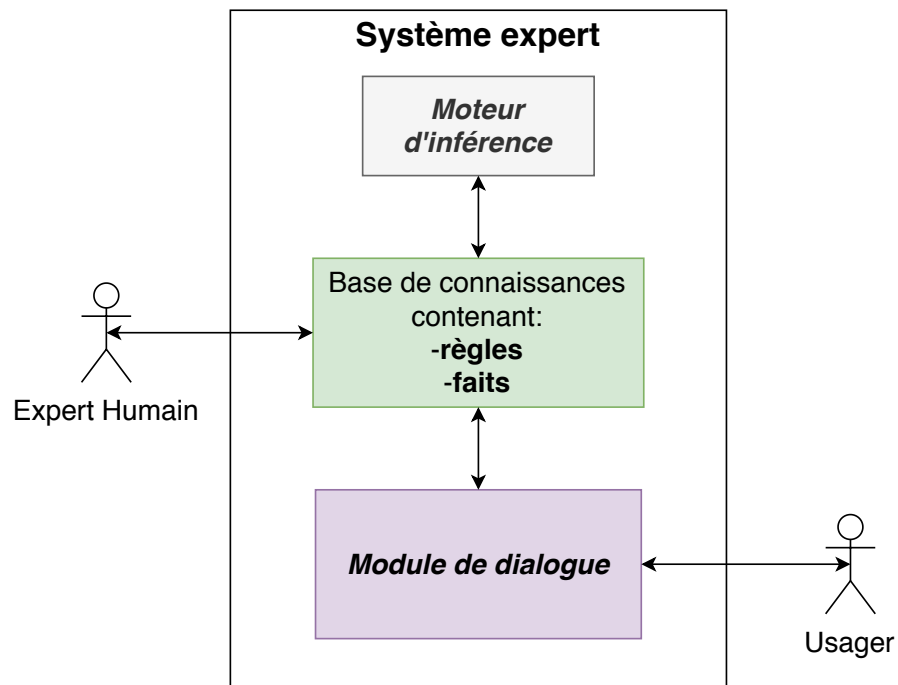 Système expert
Moteur
d'inférence
Base de connaissances
contenant:
-règles
-faits
Expert Humain
Module de dialogue
Usager